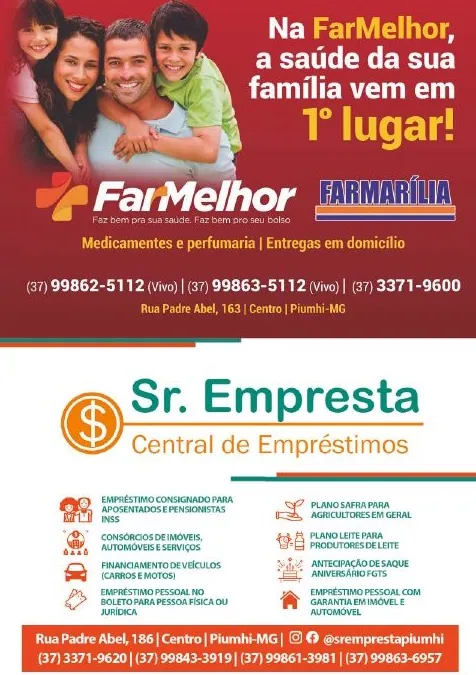 Na FarMelhor,
a saúde da sua
família vem em
1º lugar!
FarMelhor
Faz bem pra sua saúde. Faz bem pro seu bolso
FARMARÍLIA
Medicamentes e perfumaria | Entregas em domicílio
(37) 99862-5112 (Vivo) | (37) 99863-5112 (Vivo) | (37) 3371-9600
Rua Padre Abel, 163 | Centro | Piumhi-MG
$
Sr. Empresta
Central de Empréstimos
EMPRÉSTIMO CONSIGNADO PARA
APOSENTADOS E PENSIONISTAS
INSS
CONSÓRCIOS DE IMÓVEIS,
AUTOMÓVEIS E SERVIÇOS
FINANCIAMENTO DE VEÍCULOS
(CARROS E MOTOS)
EMPRÉSTIMO PESSOAL NO
BOLETO PARA PESSOA FÍSICA OU
JURÍDICA
PLANO SAFRA PARA
AGRICULTORES EM GERAL
PLANO LEITE PARA
PRODUTORES DE LEITE
ANTECIPAÇÃO DE SAQUE
ANIVERSÁRIO FGTS
EMPRÉSTIMO PESSOAL COM
GARANTIA EM IMÓVEL E
AUTOMÓVEL
Rua Padre Abel, 186 | Centro | Piumhi-MG | @sremprestapiumhi
(37) 3371-9620 | (37) 99843-3919 | (37) 99861-3981 | (37) 99863-6957